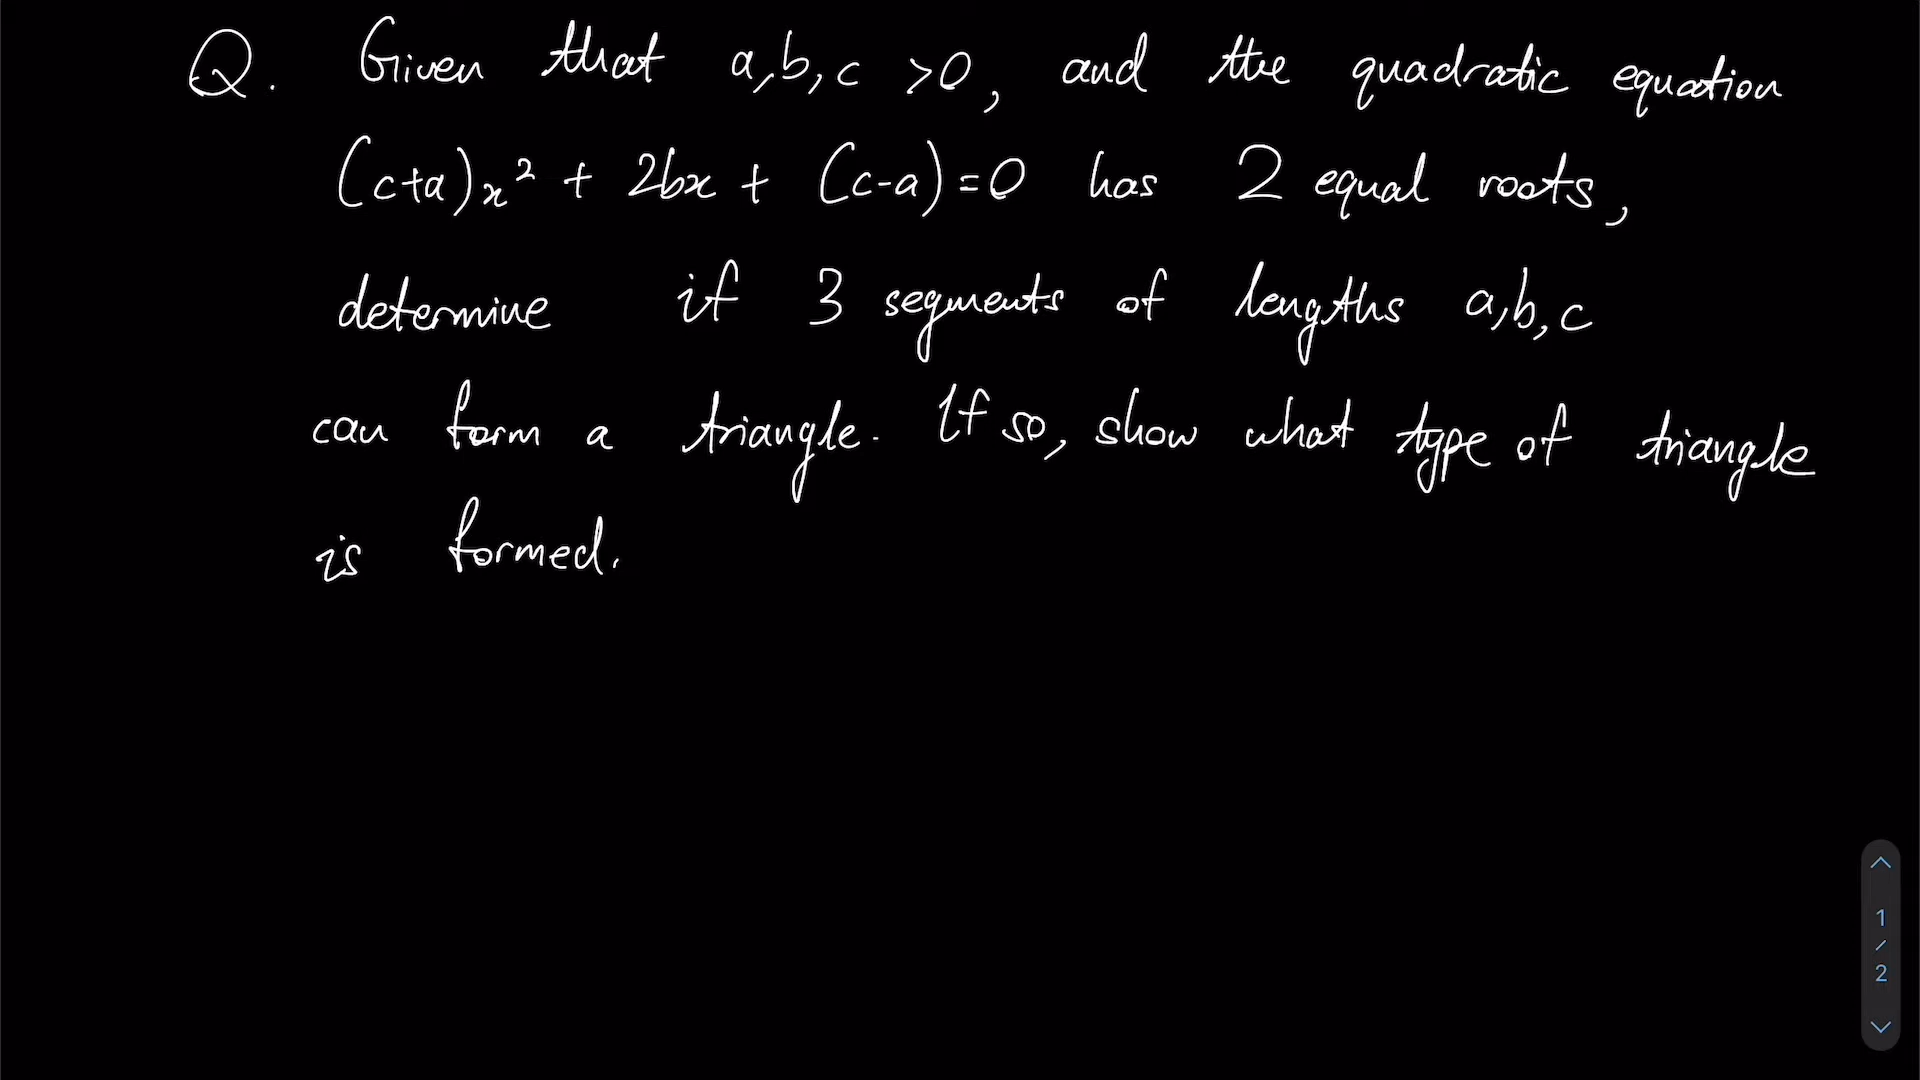 Q. Given that a,b,c >0, and the quadratic equation
(c+a)x² + 2bx + (c-a)=0 has 2 equal roots,
determine if 3 segments of lengths a,b,c
can form a triangle. If so, show what type of triangle
is formed.
1
/
2